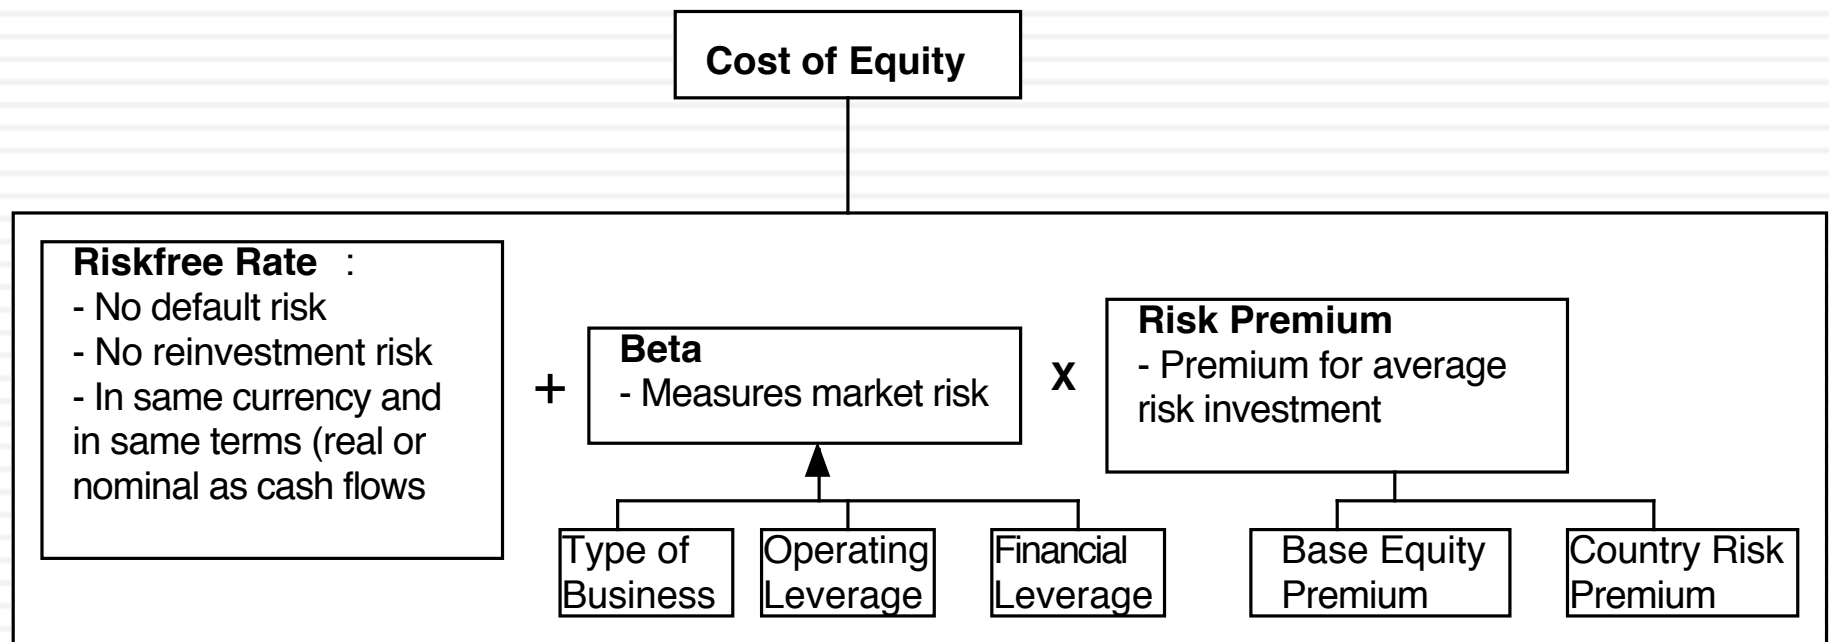 Cost of Equity
Riskfree Rate :
- No default risk
- No reinvestment risk
- In same currency and
in same terms (real or
nominal as cash flows
+
Beta
- Measures market risk
X
Risk Premium
- Premium for average
risk investment
Type of
Business
Operating
Leverage
Financial
Leverage
Base Equity
Premium
Country Risk
Premium